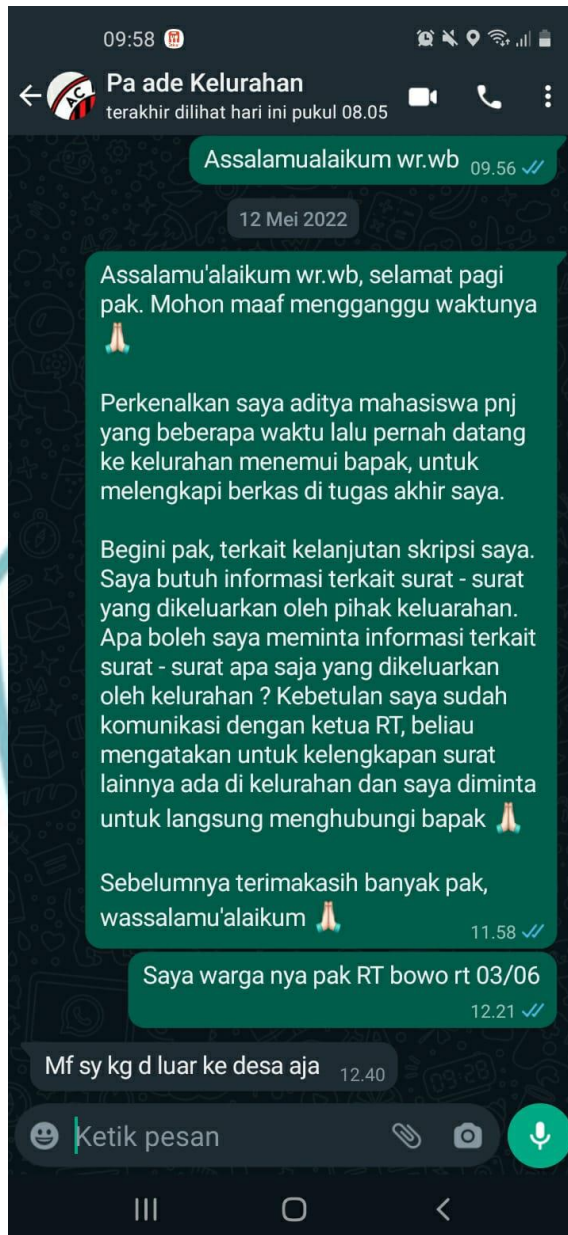 09:58
Pa ade Kelurahan
terakhir dilihat hari ini pukul 08.05
Assalamualaikum wr.wb 09.56
12 Mei 2022
Assalamu'alaikum wr.wb, selamat pagi
pak. Mohon maaf mengganggu waktunya
🙏🏻
Perkenalkan saya aditya mahasiswa pnj
yang beberapa waktu lalu pernah datang
ke kelurahan menemui bapak, untuk
melengkapi berkas di tugas akhir saya.
Begini pak, terkait kelanjutan skripsi saya.
Saya butuh informasi terkait surat - surat
yang dikeluarkan oleh pihak keluarahan.
Apa boleh saya meminta informasi terkait
surat - surat apa saja yang dikeluarkan
oleh kelurahan ? Kebetulan saya sudah
komunikasi dengan ketua RT, beliau
mengatakan untuk kelengkapan surat
lainnya ada di kelurahan dan saya diminta
untuk langsung menghubungi bapak 🙏🏻
Sebelumnya terimakasih banyak pak,
wassalamu'alaikum 🙏🏻
11.58
Saya warga nya pak RT bowo rt 03/06
12.21
Mf sy kg d luar ke desa aja 12.40
Ketik pesan